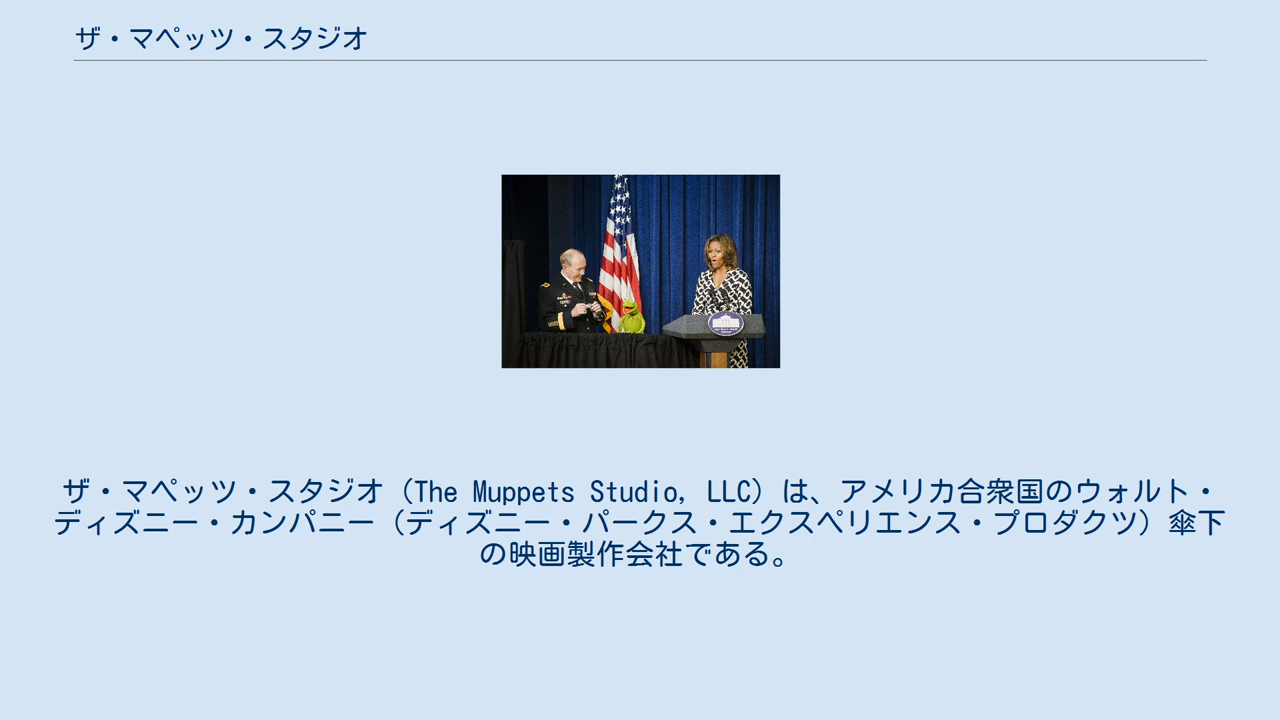 ザ・マペッツ・スタジオ
ザ・マペッツ・スタジオ（The Muppets Studio, LLC）は、アメリカ合衆国のウォルト・
ディズニー・カンパニー（ディズニー・パークス・エクスペリエンス・プロダクツ）傘下
の映画製作会社である。